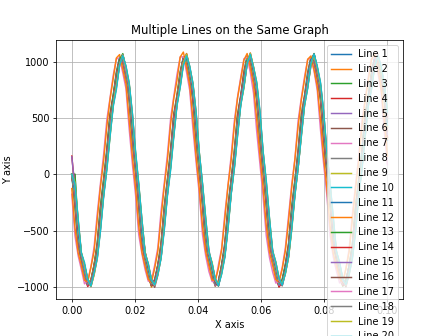 Multiple Lines on the Same Graph
Y axis
1000
500
0
−500
−1000
0.00
0.02
0.04
0.06
X axis
Line 1
Line 2
Line 3
Line 4
Line 5
Line 6
Line 7
Line 8
Line 9
Line 10
Line 11
Line 12
Line 13
Line 14
Line 15
Line 16
Line 17
Line 18
Line 19
Line 20